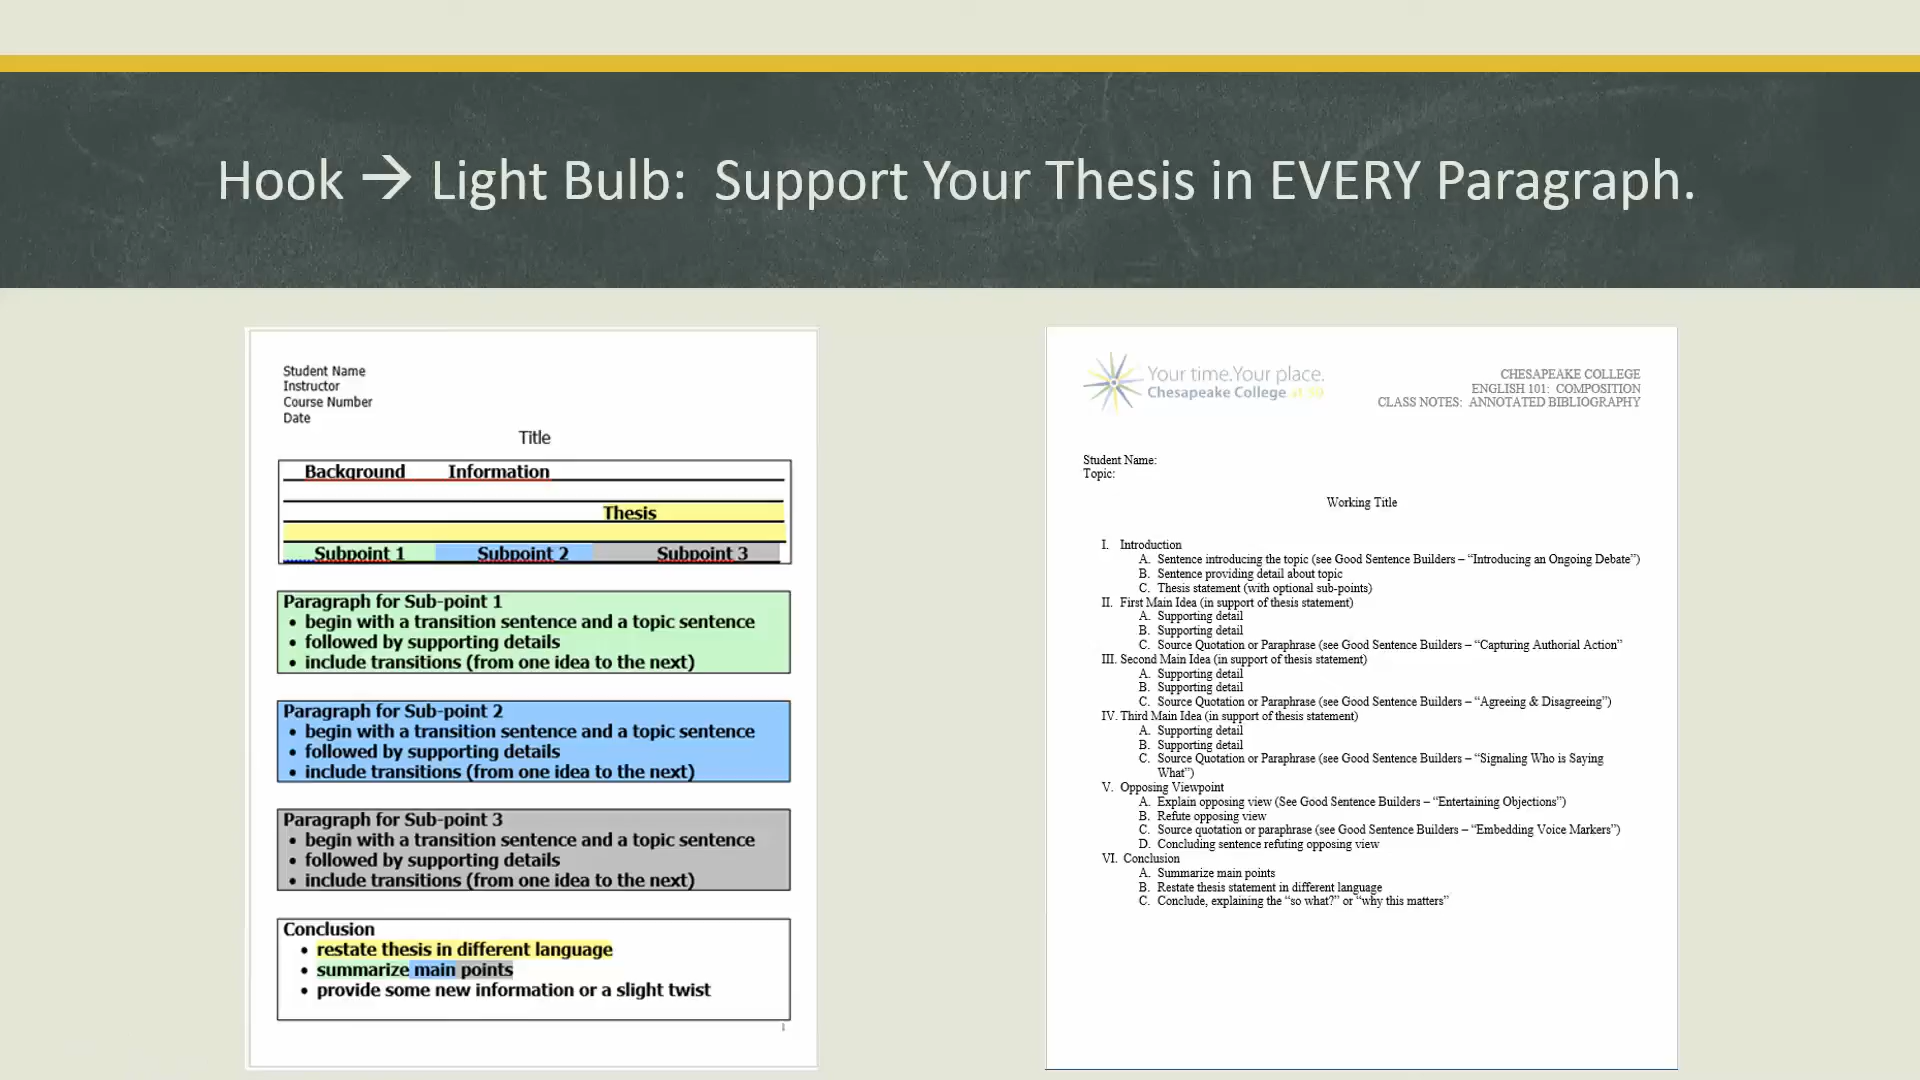 Hook → Light Bulb:  Support Your Thesis in EVERY Paragraph.
Student Name
Instructor
Course Number
Date
Title
Background Information
Thesis
Subpoint 1 Subpoint 2 Subpoint 3
Paragraph for Sub-point 1
• begin with a transition sentence and a topic sentence
• followed by supporting details
• include transitions (from one idea to the next)
Paragraph for Sub-point 2
• begin with a transition sentence and a topic sentence
• followed by supporting details
• include transitions (from one idea to the next)
Paragraph for Sub-point 3
• begin with a transition sentence and a topic sentence
• followed by supporting details
• include transitions (from one idea to the next)
Conclusion
• restate thesis in different language
• summarize main points
• provide some new information or a slight twist
1
Your time.Your place.
Chesapeake College at 50
CHESAPEAKE COLLEGE
ENGLISH 101:  COMPOSITION
CLASS NOTES:  ANNOTATED BIBLIOGRAPHY
Student Name:
Topic:
Working Title
I. Introduction
A. Sentence introducing the topic (see Good Sentence Builders – “Introducing an Ongoing Debate”)
B. Sentence providing detail about topic
C. Thesis statement (with optional sub-points)
II. First Main Idea (in support of thesis statement)
A. Supporting detail
B. Supporting detail
C. Source Quotation or Paraphrase (see Good Sentence Builders – “Capturing Authorial Action”
III. Second Main Idea (in support of thesis statement)
A. Supporting detail
B. Supporting detail
C. Source Quotation or Paraphrase (see Good Sentence Builders – “Agreeing & Disagreeing”)
IV. Third Main Idea (in support of thesis statement)
A. Supporting detail
B. Supporting detail
C. Source Quotation or Paraphrase (see Good Sentence Builders – “Signaling Who is Saying
What”)
V. Opposing Viewpoint
A. Explain opposing view (See Good Sentence Builders – “Entertaining Objections”)
B. Refute opposing view
C. Source quotation or paraphrase (see Good Sentence Builders – “Embedding Voice Markers”)
D. Concluding sentence refuting opposing view
VI. Conclusion
A. Summarize main points
B. Restate thesis statement in different language
C. Conclude, explaining the “so what?” or “why this matters”